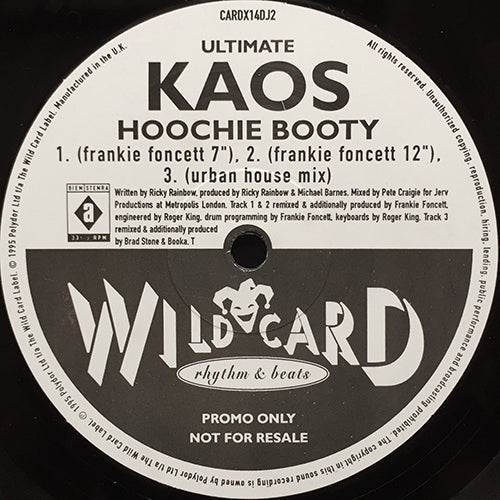 CARDX14DJ2
ULTIMATE
KAOS
HOOCHIE BOOTY
1. (frankie foncett 7"), 2. (frankie foncett 12"),
3. (urban house mix)
BIEM STEMRA
a
33 1/3 RPM
Written by Ricky Rainbow, produced by Ricky Rainbow & Michael Barnes. Mixed by Pete Craigie for Jerv
Productions at Metropolis London. Track 1 & 2 remixed & additionally produced by Frankie Foncett,
engineered by Roger King, drum programming by Frankie Foncett, keyboards by Roger King. Track 3
remixed & additionally produced
by Brad Stone & Booka. T
WILD CARD
rhythm & beats
PROMO ONLY
NOT FOR RESALE
℗ 1995 Polydor Ltd t/a The Wild Card Label. The copyright in this sound recording is owned by Polydor Ltd t/a The Wild Card Label. © 1995 Polydor Ltd t/a The Wild Card Label. Manufactured in the U.K.
All rights reserved. Unauthorized copying, reproduction, hiring, lending, public performance and broadcasting prohibited.